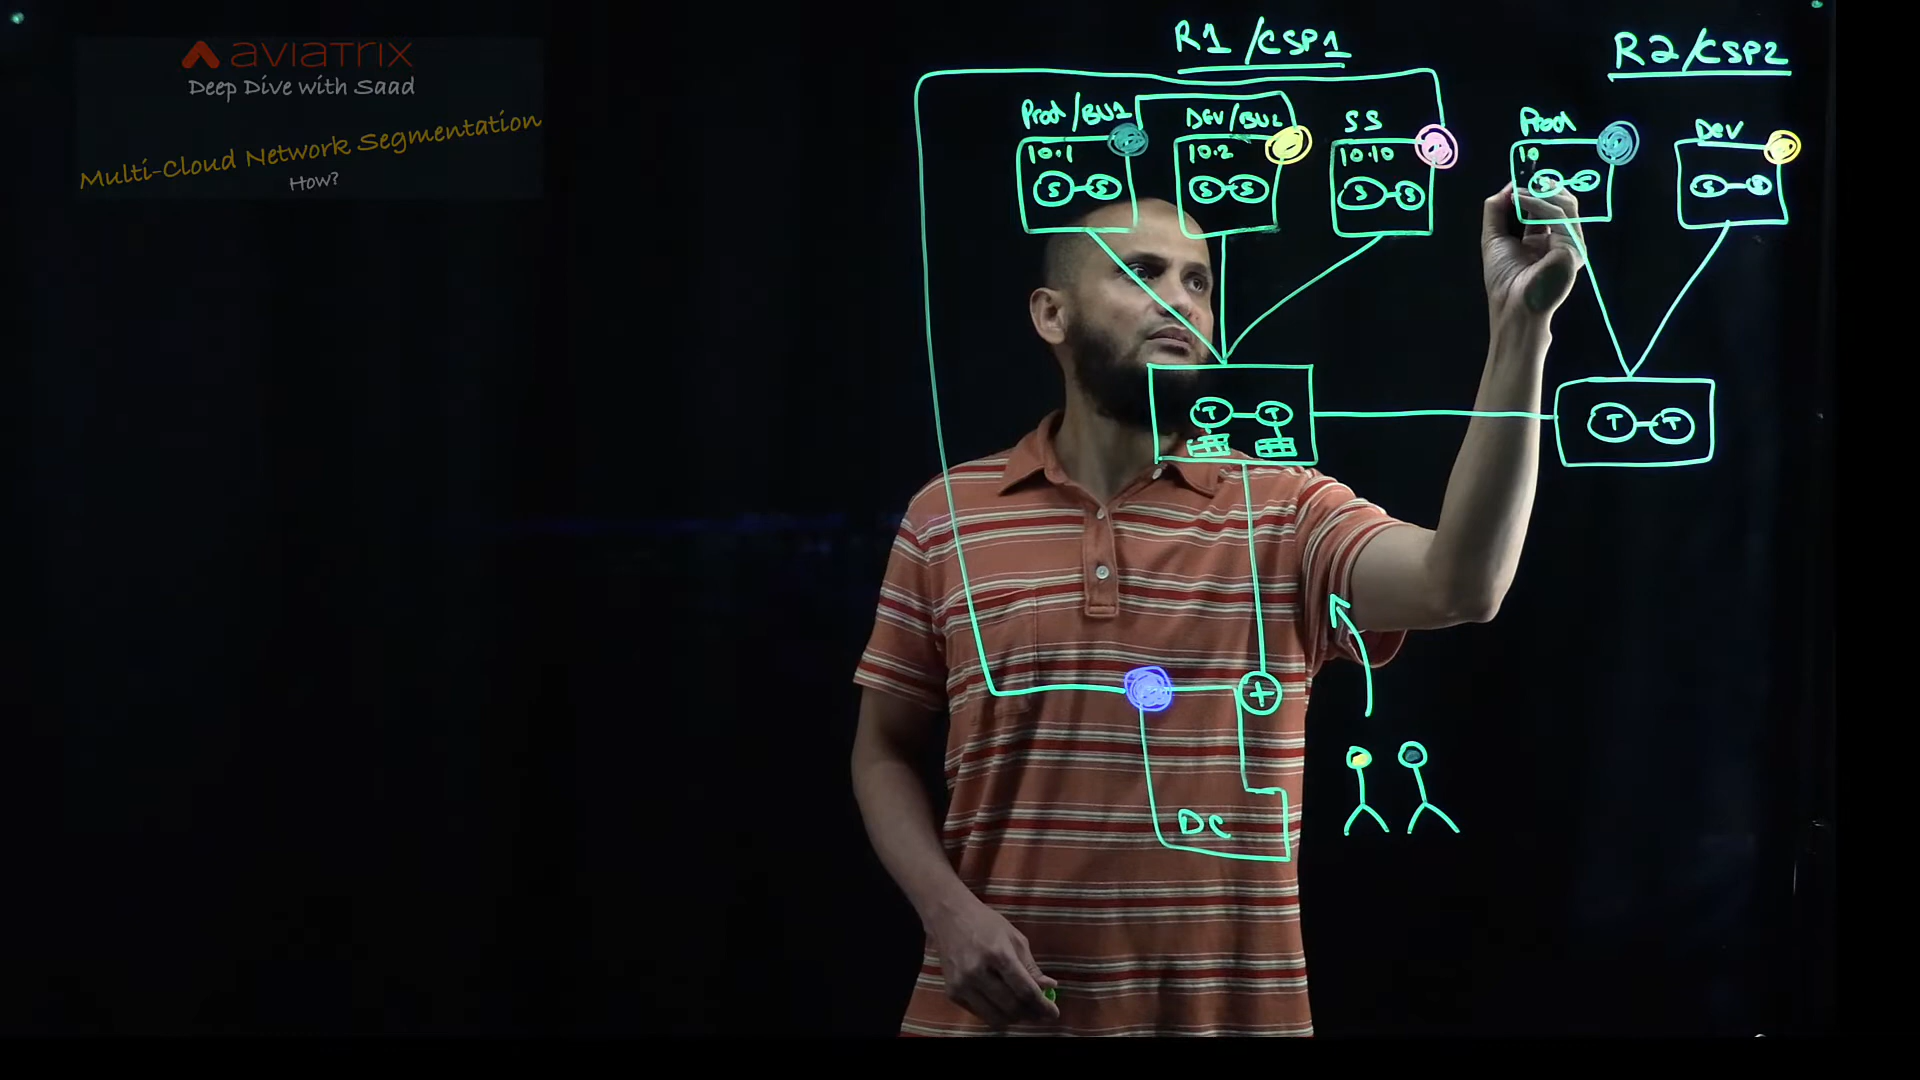 AVIATRIX
Deep Dive with Saad
Multi-Cloud Network Segmentation
How?
R1/CSP1
R2/CSP2
Prod/BU1
Dev/BU2
SS
Prod
Dev
10.1
10.2
10.10
10
S S
S S
S S
S S
S S
T T
T T
+
DC